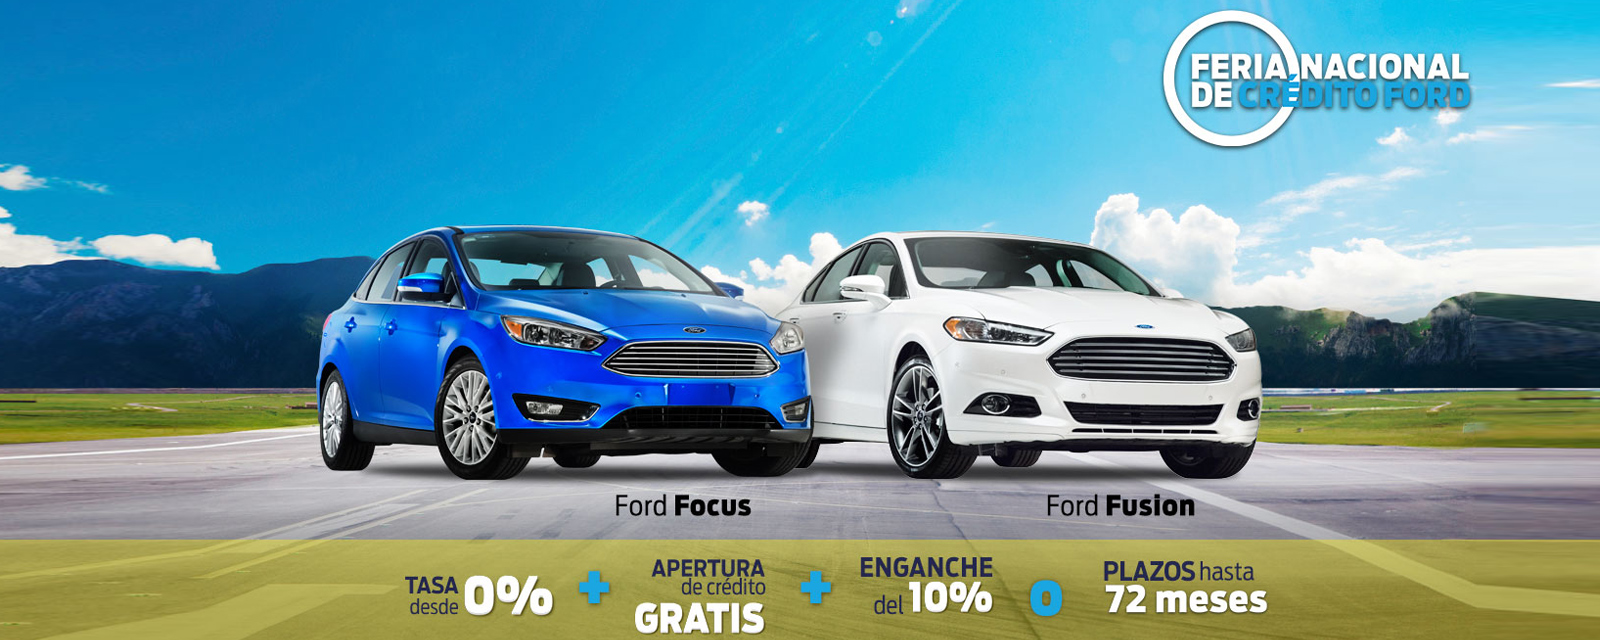 FERIA NACIONAL
DE CRÉDITO FORD
Ford Focus
Ford Fusion
TASA
desde 0%
+
APERTURA
de crédito
GRATIS
+
ENGANCHE
del 10%
O
PLAZOS hasta
72 meses